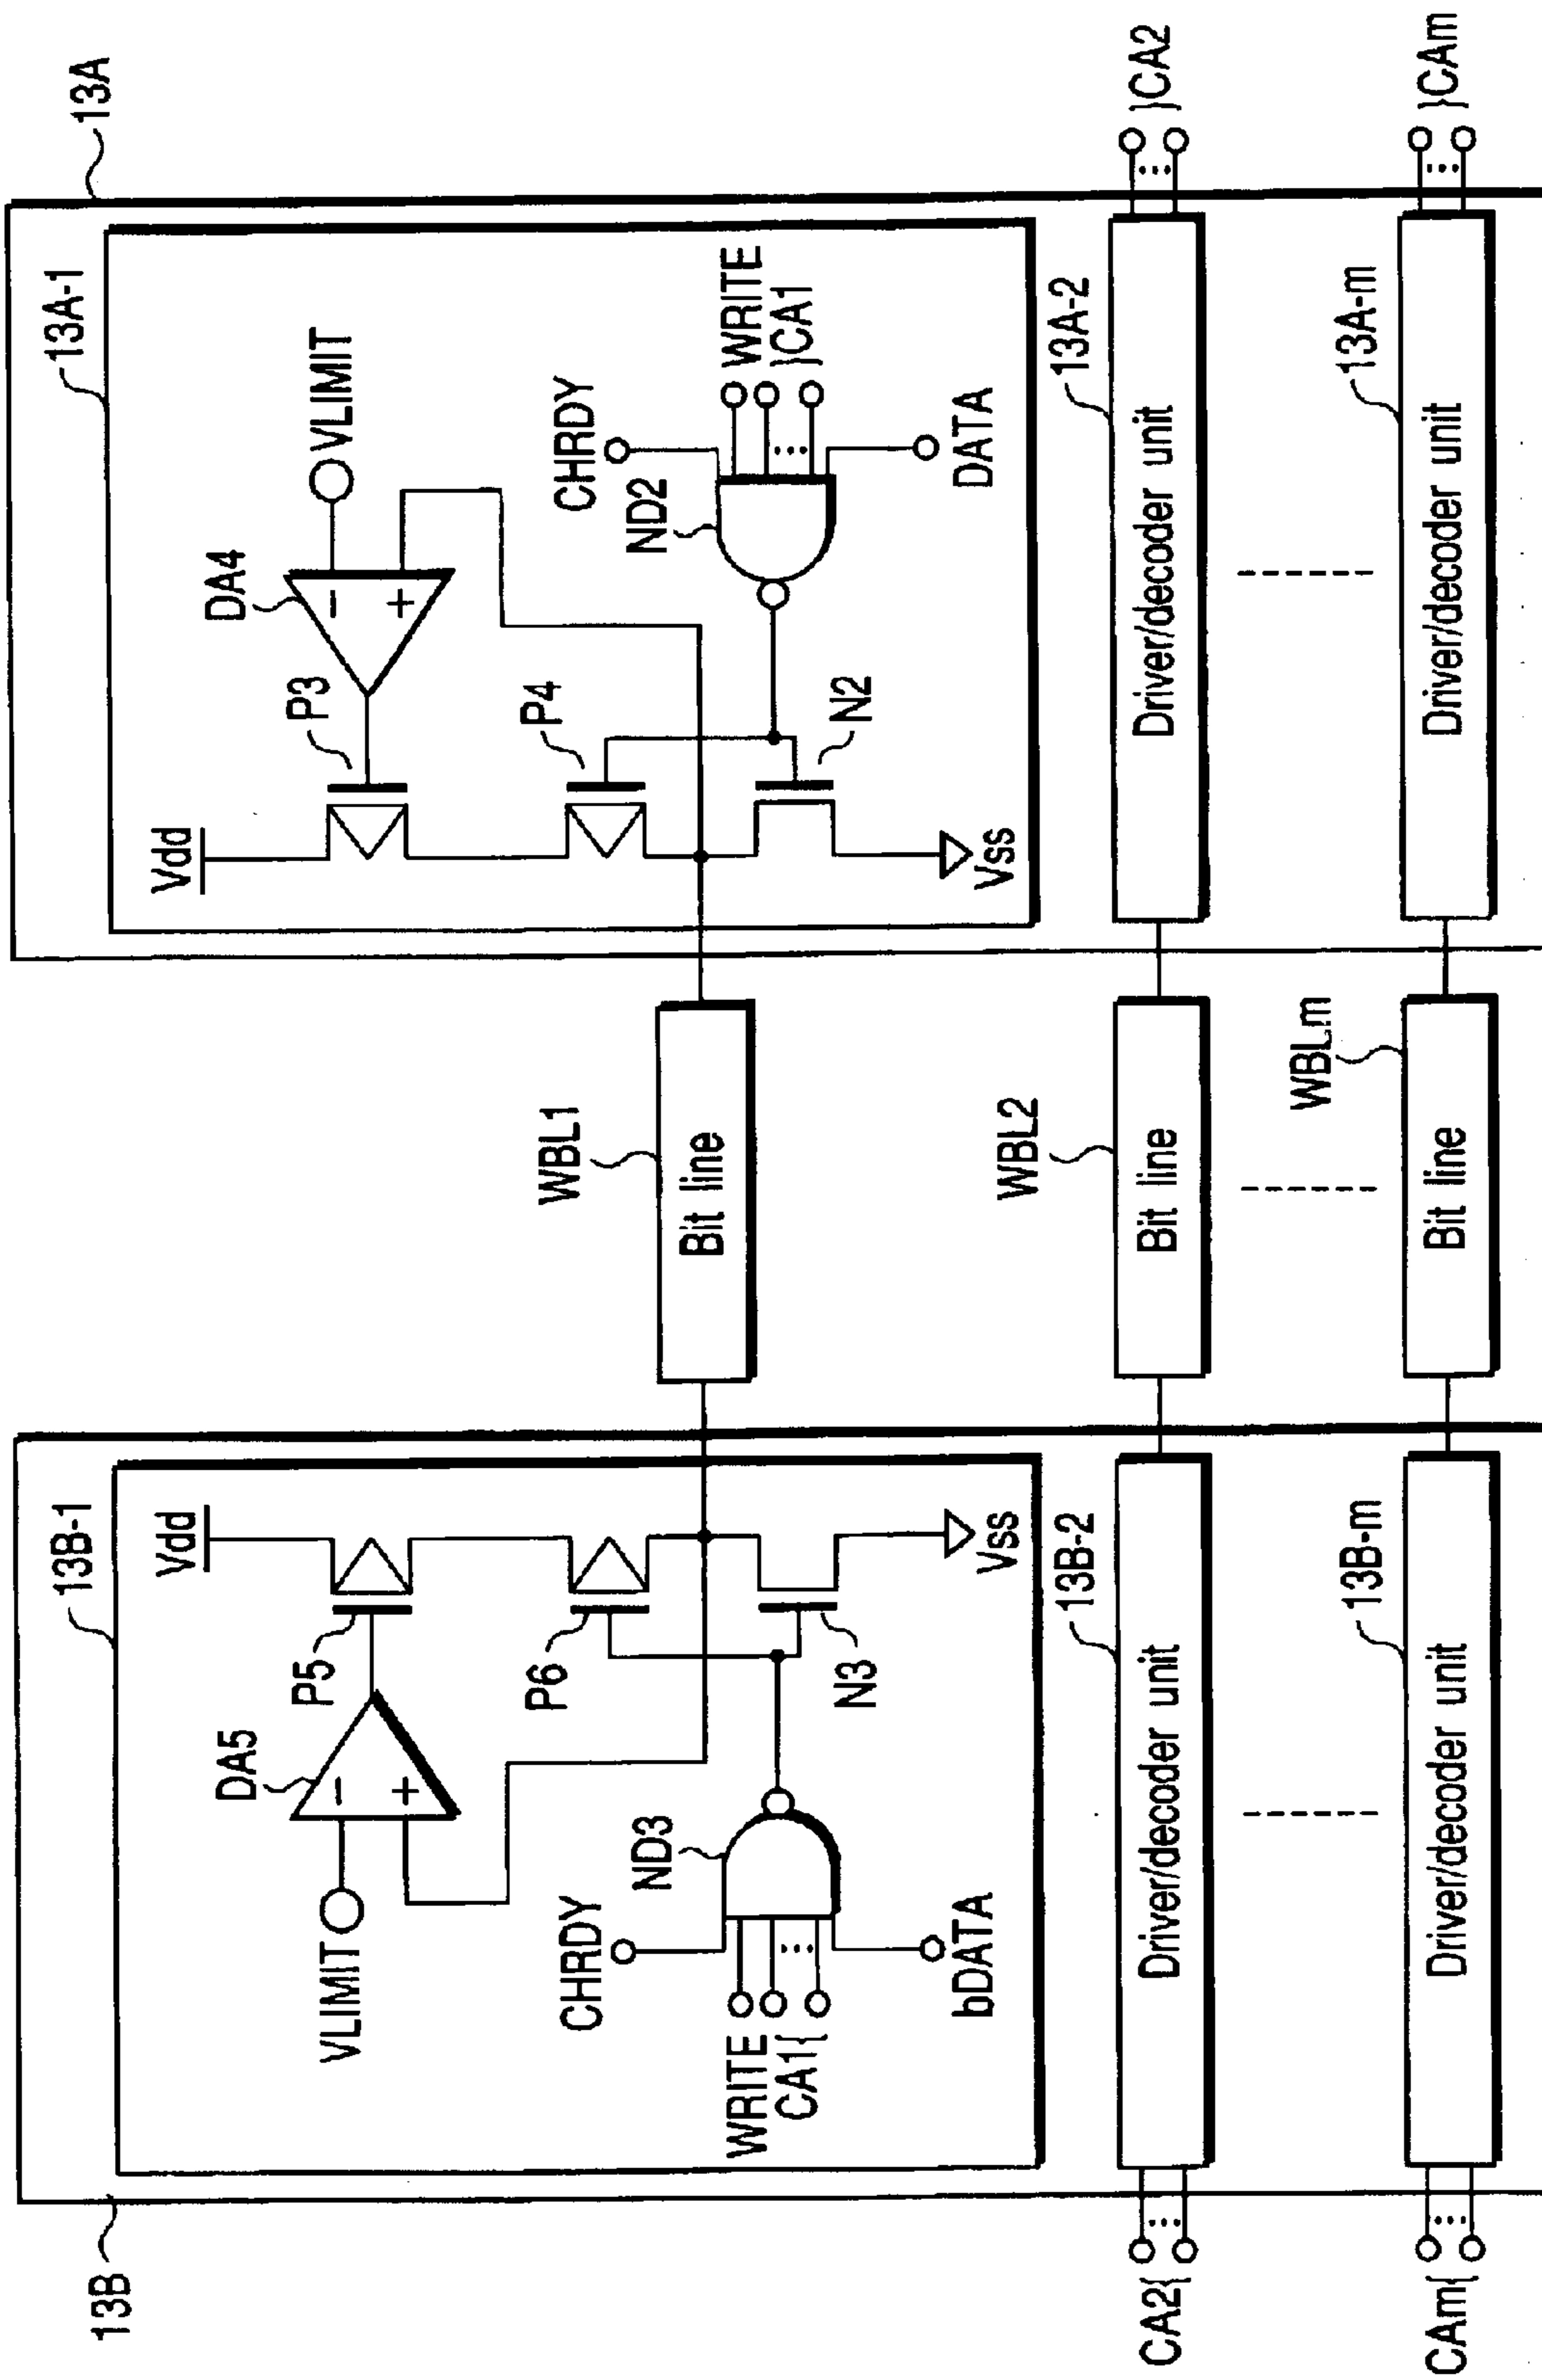 13B
13B-1
Vdd
P5
DA5
VLIMIT
P6
CHRDY
ND3
N3
WRITE
CA1{
bDATA
Vss
WBL1
Bit line
13A
13A-1
Vdd
P3
DA4
VLIMIT
P4
CHRDY
ND2
N2
WRITE
}CA1
DATA
Vss
CA2{
13B-2
Driver/decoder unit
WBL2
Bit line
13A-2
Driver/decoder unit
}CA2
CAm{
13B-m
Driver/decoder unit
WBLm
Bit line
13A-m
Driver/decoder unit
}CAm